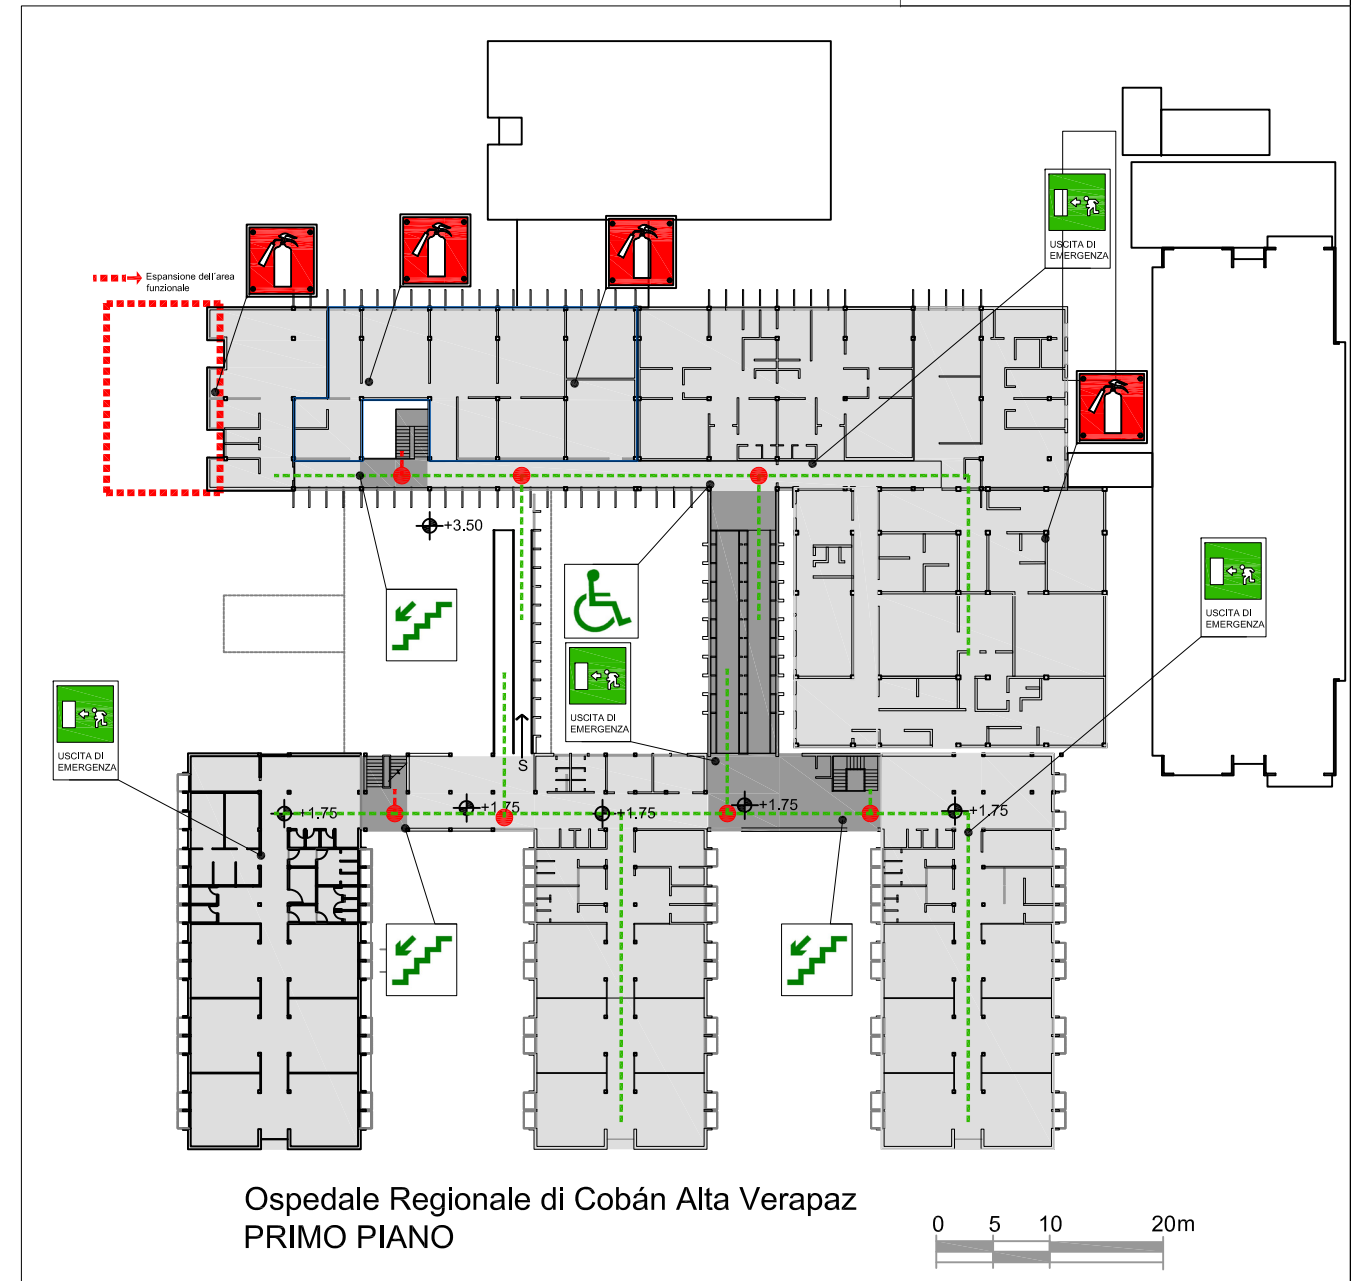 USCITA DI
EMERGENZA
Espansione dell´area
funzionale
+3.50
USCITA DI
EMERGENZA
USCITA DI
EMERGENZA
USCITA DI
EMERGENZA
S
+1.75
+1.75
+1.75
+1.75
+1.75
Ospedale Regionale di Cobán Alta Verapaz
PRIMO PIANO
0 5 10 20m